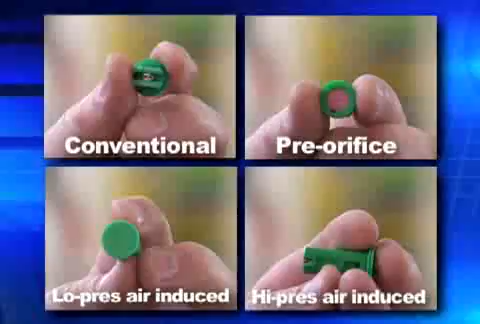 Conventional
Pre-orifice
Lo-pres air induced
Hi-pres air induced